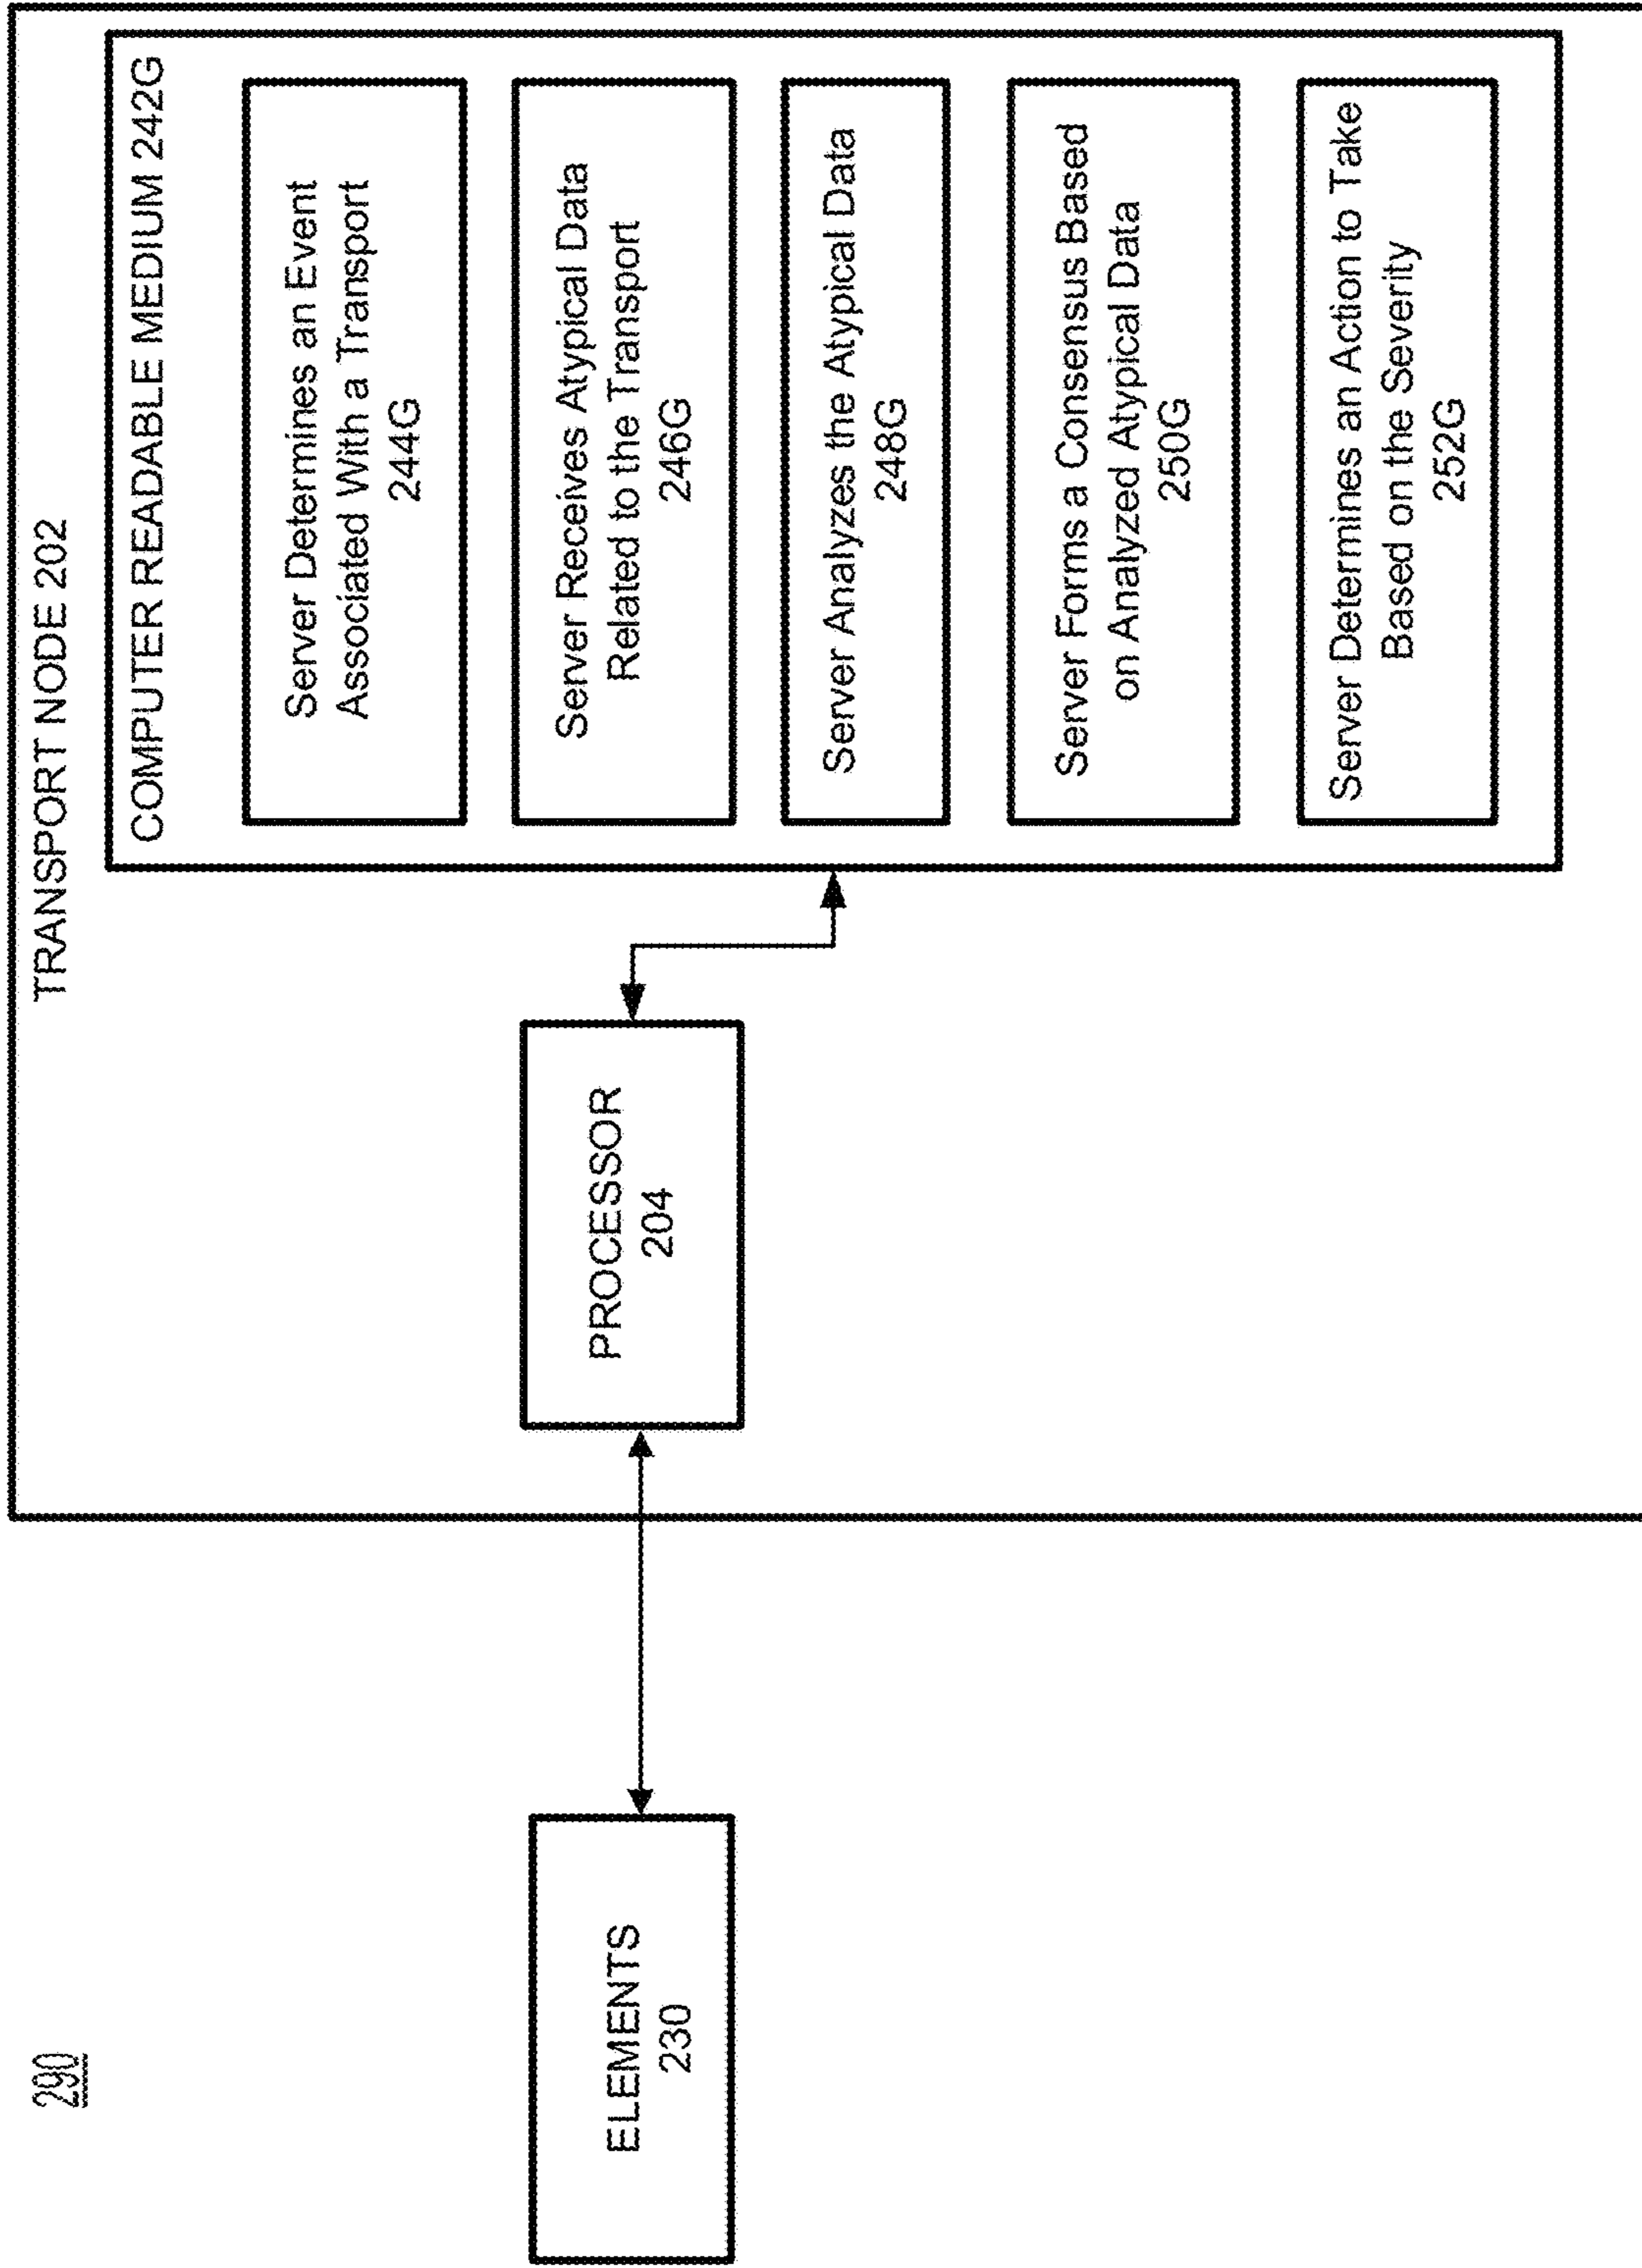 290
TRANSPORT NODE 202
COMPUTER READABLE MEDIUM 242G
Server Determines an Event
Associated With a Transport
244G
Server Receives Atypical Data
Related to the Transport
246G
Server Analyzes the Atypical Data
248G
Server Forms a Consensus Based
on Analyzed Atypical Data
250G
Server Determines an Action to Take
Based on the Severity
252G
PROCESSOR
204
ELEMENTS
230